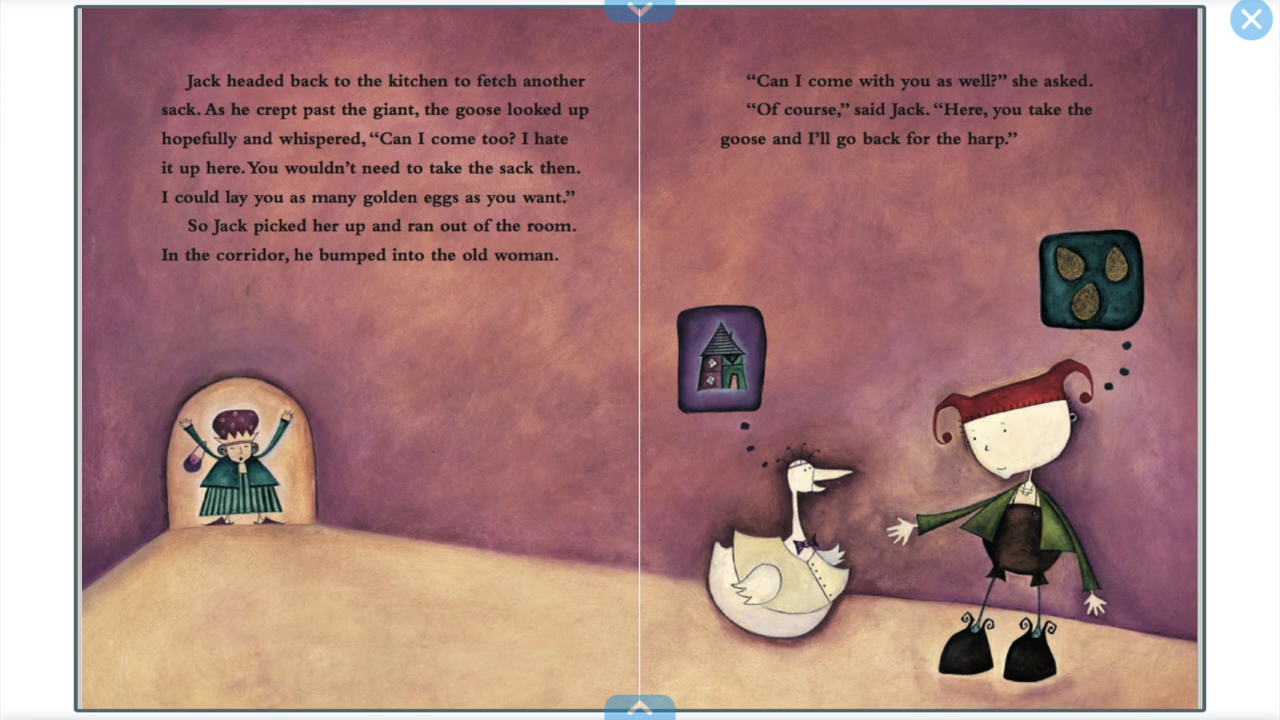 Jack headed back to the kitchen to fetch another
sack. As he crept past the giant, the goose looked up
hopefully and whispered, “Can I come too? I hate
it up here. You wouldn’t need to take the sack then.
I could lay you as many golden eggs as you want.”
So Jack picked her up and ran out of the room.
In the corridor, he bumped into the old woman.
“Can I come with you as well?” she asked.
“Of course,” said Jack. “Here, you take the
goose and I’ll go back for the harp.”